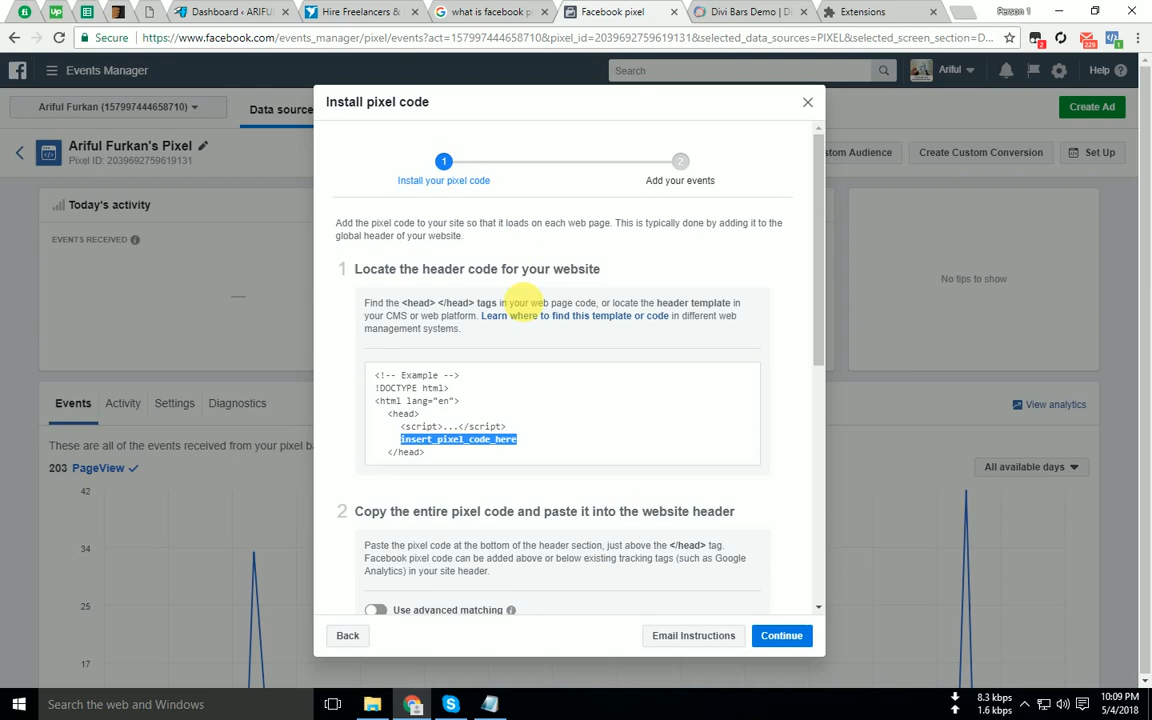 Dashboard ‹ ARIFUL
Hire Freelancers &
what is facebook p
Facebook pixel
Divi Bars Demo | Di
Extensions
Person 1
Secure
https://www.facebook.com/events_manager/pixel/events?act=157997444658710&pixel_id=2039692759619131&selected_data_sources=PIXEL&selected_screen_section=D...
2
229
1
Events Manager
Search
Ariful
Help
Ariful Furkan (157997444658710)
Data source
Create Ad
Ariful Furkan's Pixel
Pixel ID: 2039692759619131
stom Audience
Create Custom Conversion
Set Up
Today's activity
EVENTS RECEIVED
No tips to show
Events
Activity
Settings
Diagnostics
View analytics
These are all of the events received from your pixel ba
203 PageView
All available days
42
34
25
17
Install pixel code
1
2
Install your pixel code
Add your events
Add the pixel code to your site so that it loads on each web page. This is typically done by adding it to the
global header of your website.
1 Locate the header code for your website
Find the <head> </head> tags in your web page code, or locate the header template in
your CMS or web platform. Learn where to find this template or code in different web
management systems.
<!-- Example -->
!DOCTYPE html>
<html lang="en">
<head>
<script>...</script>
insert_pixel_code_here
</head>
2 Copy the entire pixel code and paste it into the website header
Paste the pixel code at the bottom of the header section, just above the </head> tag.
Facebook pixel code can be added above or below existing tracking tags (such as Google
Analytics) in your site header.
Use advanced matching
Back
Email Instructions
Continue
Search the web and Windows
8.3 kbps
1.6 kbps
10:09 PM
5/4/2018